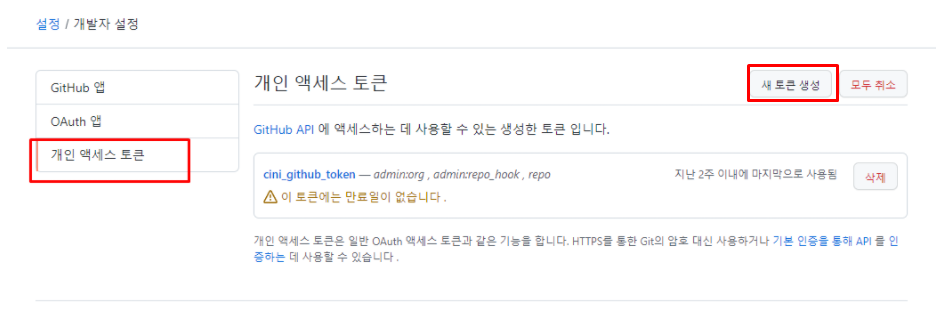 설정 / 개발자 설정
GitHub 앱
OAuth 앱
개인 액세스 토큰
개인 액세스 토큰
새 토큰 생성
모두 취소
GitHub API 에 액세스하는 데 사용할 수 있는 생성한 토큰 입니다.
cini_github_token — admin:org , admin:repo_hook , repo
지난 2주 이내에 마지막으로 사용됨
삭제
이 토큰에는 만료일이 없습니다 .
개인 액세스 토큰은 일반 OAuth 액세스 토큰과 같은 기능을 합니다. HTTPS를 통한 Git의 암호 대신 사용하거나 기본 인증을 통해 API 를 인
증하는 데 사용할 수 있습니다 .